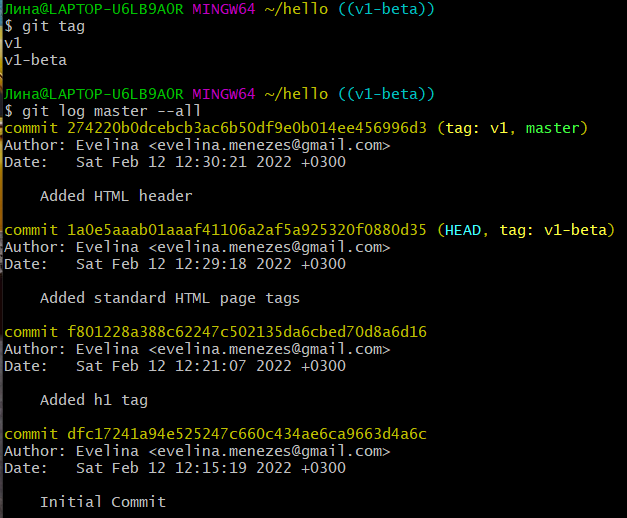 Лина@LAPTOP-U6LB9A0R MINGW64 ~/hello ((v1-beta))
$ git tag
v1
v1-beta
Лина@LAPTOP-U6LB9A0R MINGW64 ~/hello ((v1-beta))
$ git log master --all
commit 274220b0dcebcb3ac6b50df9e0b014ee456996d3 (tag: v1, master)
Author: Evelina <evelina.menezes@gmail.com>
Date:   Sat Feb 12 12:30:21 2022 +0300
Added HTML header
commit 1a0e5aaab01aaaf41106a2af5a925320f0880d35 (HEAD, tag: v1-beta)
Author: Evelina <evelina.menezes@gmail.com>
Date:   Sat Feb 12 12:29:18 2022 +0300
Added standard HTML page tags
commit f801228a388c62247c502135da6cbed70d8a6d16
Author: Evelina <evelina.menezes@gmail.com>
Date:   Sat Feb 12 12:21:07 2022 +0300
Added h1 tag
commit dfc17241a94e525247c660c434ae6ca9663d4a6c
Author: Evelina <evelina.menezes@gmail.com>
Date:   Sat Feb 12 12:15:19 2022 +0300
Initial Commit